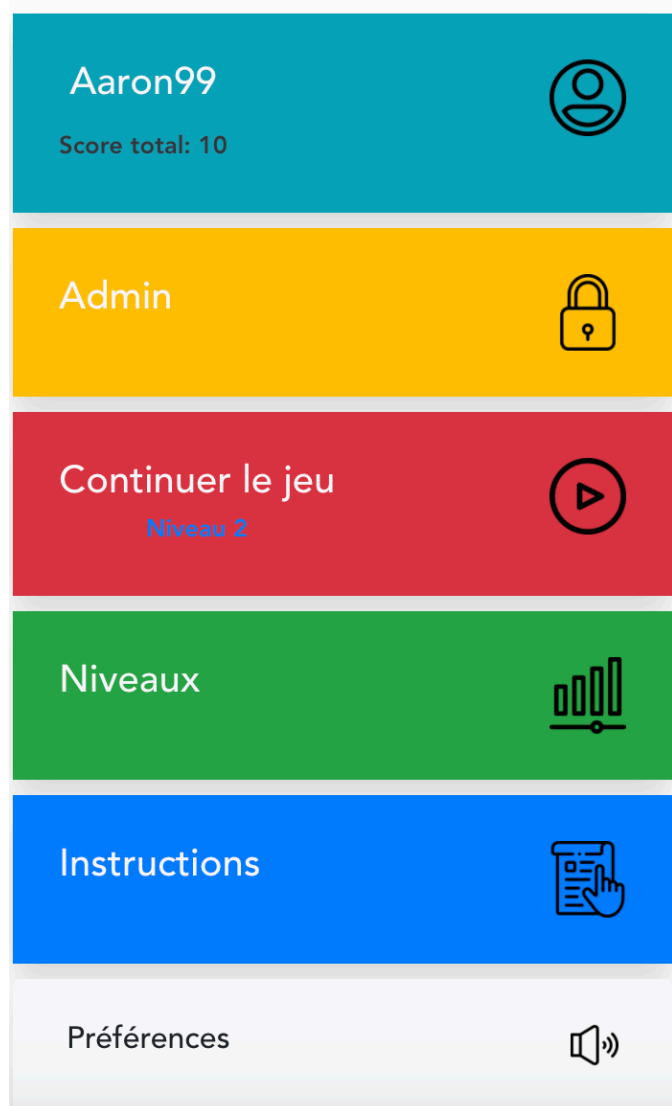 Aaron99
Score total: 10
Admin
Continuer le jeu
Niveau 2
Niveaux
Instructions
Préférences